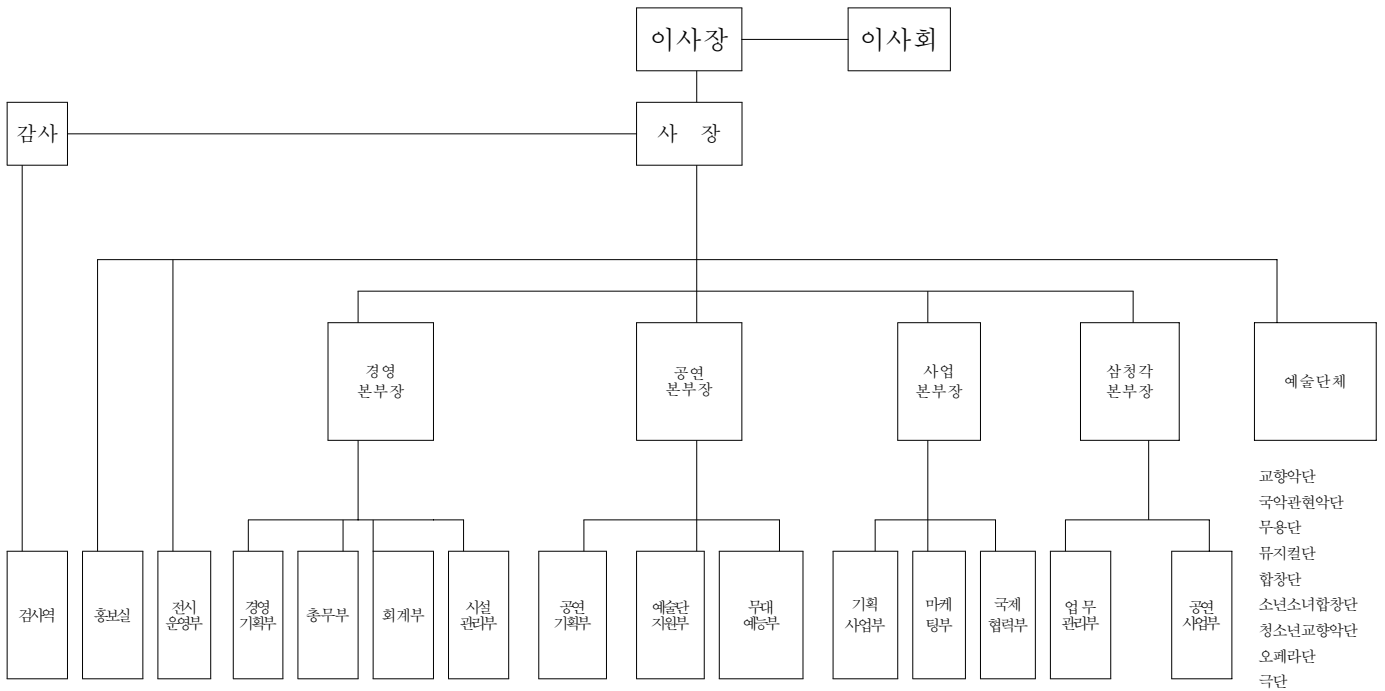 이사장
이사회
감사
사 장
경영
본부장
공연
본부장
사업
본부장
삼청각
본부장
예술단체
교향악단
국악관현악단
무용단
뮤지컬단
합창단
소년소녀합창단
청소년교향악단
오페라단
극단
검사역
홍보실
전시
운영부
경영
기획부
총무부
회계부
시설
관리부
공연
기획부
예술단
지원부
무대
예능부
기획
사업부
마케
팅부
국제
협력부
업 무
관리부
공연
사업부